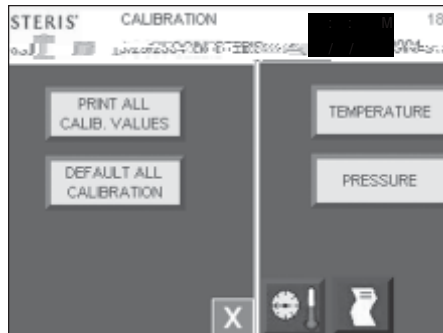 STERIS® CALIBRATION 18
: : M
/ /
PRINT ALL
CALIB. VALUES
TEMPERATURE
DEFAULT ALL
CALIBRATION
PRESSURE
X